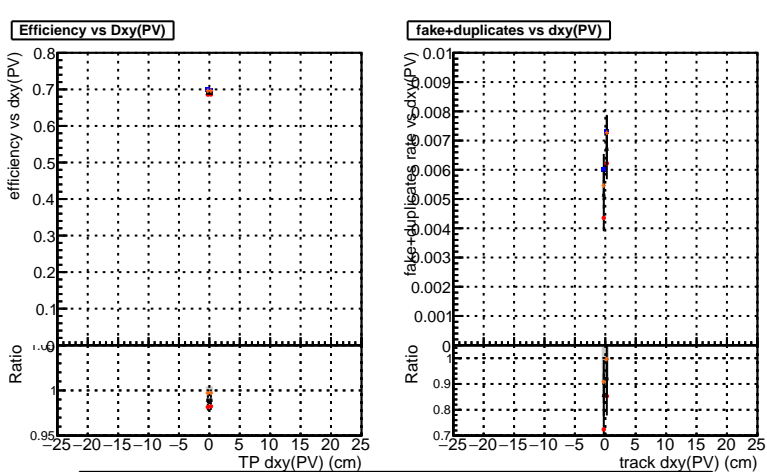 Efficiency vs Dxy(PV)
efficiency vs dxy(PV)
0.8
0.7
0.6
0.5
0.4
0.3
0.2
0.1
0
Ratio
1
0.95
−25 −20 −15 −10 −5 0 5 10 15 20 25
TP dxy(PV) (cm)
fake+duplicates vs dxy(PV)
fake+duplicates rate vs dxy(PV)
0.01
0.009
0.008
0.007
0.006
0.005
0.004
0.003
0.002
0.001
0
Ratio
1
0.9
0.8
0.7
−25 −20 −15 −10 −5 0 5 10 15 20 25
track dxy(PV) (cm)